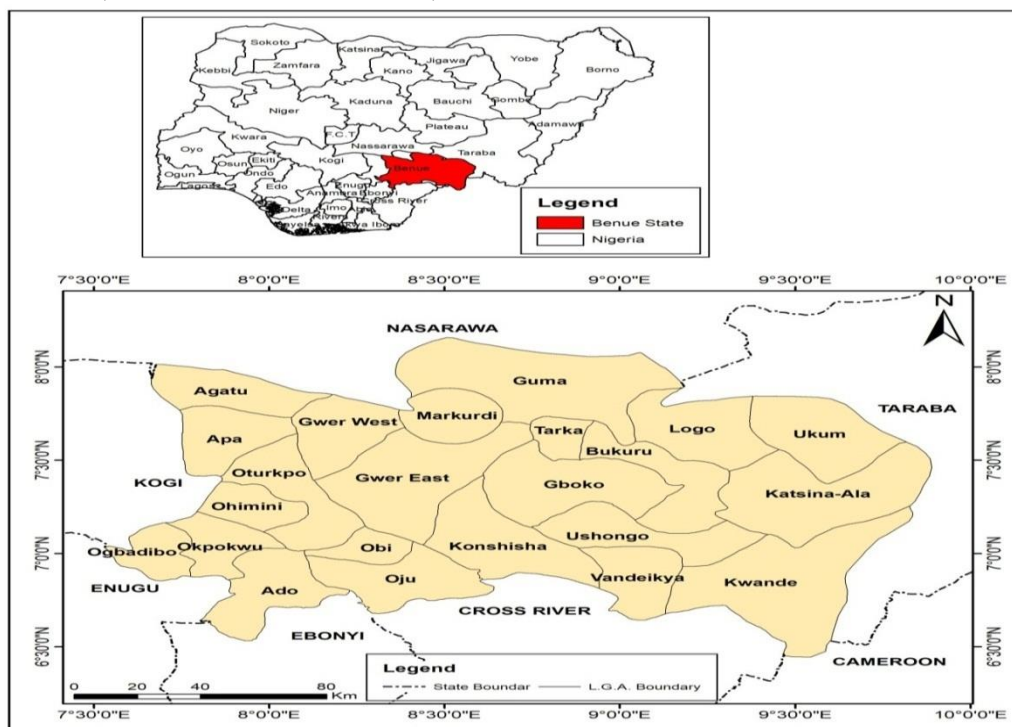 Sokoto
Katsina
Jigawa
Yobe
Zamfara
Kebbi
Kano
Borno
Gombe
Niger
Kaduna
Bauchi
Adamawa
Plateau
F.C.T
Kwara
Nassarawa
Taraba
Oyo
Kogi
Benue
Ekiti
Osun
Ondo
Ogun
Lagos
Edo
Enugu
Anambra
Ebonyi
Cross River
Imo
Delta
Rivers
Legend
Benue State
Nigeria
7°30'0"E 8°0'0"E 8°30'0"E 9°0'0"E 9°30'0"E 10°0'0"E
N
NASARAWA
8°0'0"N 8°0'0"N
Guma
Agatu
Markurdi
TARABA
Gwer West
Tarka
Logo
Ukum
Apa
Bukuru
7°30'0"N 7°30'0"N
Oturkpo
KOGI
Gwer East
Gboko
Katsina-Ala
Ohimini
Ushongo
Okpokwu
Obi
Konshisha
Ogbadibo
7°0'0"N 7°0'0"N
Oju
Vandeikya
Kwande
ENUGU
Ado
CROSS RIVER
EBONYI
6°30'0"N 6°30'0"N
CAMEROON
Legend
State Boundar L.G.A. Boundary
0 20 40 60 80
Km
7°30'0"E 8°0'0"E 8°30'0"E 9°0'0"E 9°30'0"E 10°0'0"E